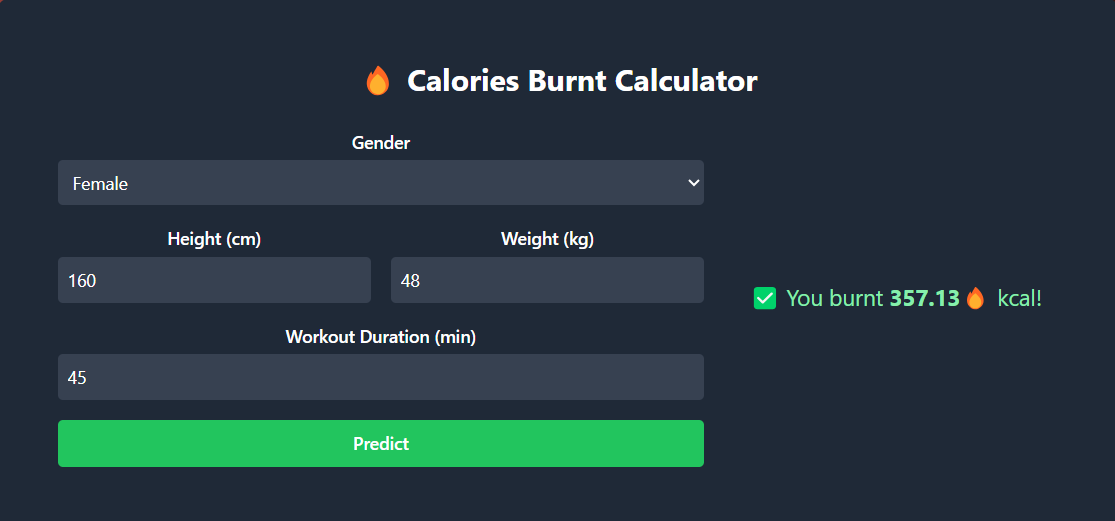 🔥 Calories Burnt Calculator
Gender
Female
Height (cm)
Weight (kg)
160
48
Workout Duration (min)
45
Predict
✅ You burnt 357.13🔥 kcal!